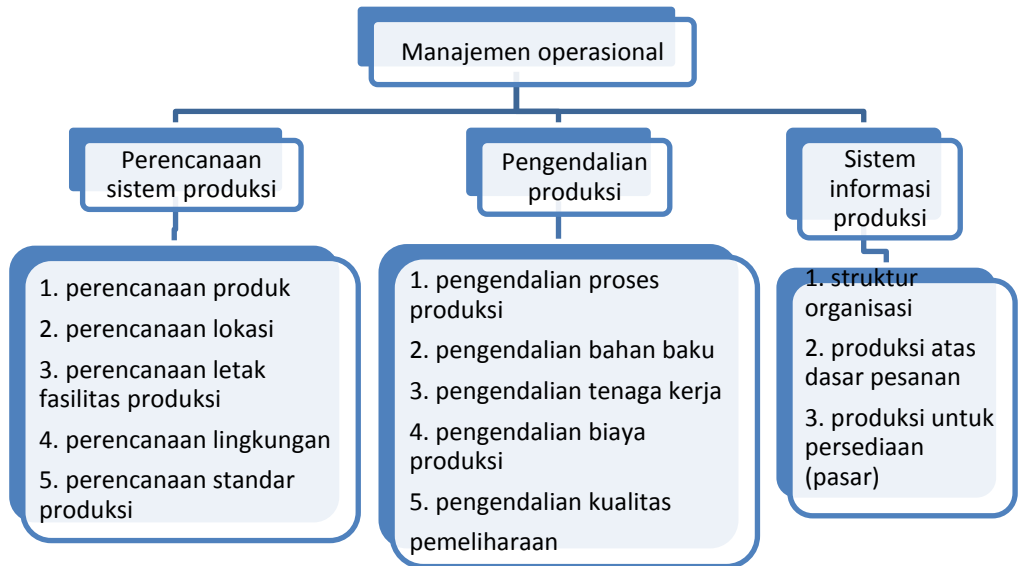 Manajemen operasional
Perencanaan
sistem produksi
Pengendalian
produksi
Sistem
informasi
produksi
1. perencanaan produk
2. perencanaan lokasi
3. perencanaan letak
fasilitas produksi
4. perencanaan lingkungan
5. perencanaan standar
produksi
1. pengendalian proses
produksi
2. pengendalian bahan baku
3. pengendalian tenaga kerja
4. pengendalian biaya
produksi
5. pengendalian kualitas
pemeliharaan
1. struktur
organisasi
2. produksi atas
dasar pesanan
3. produksi untuk
persediaan
(pasar)